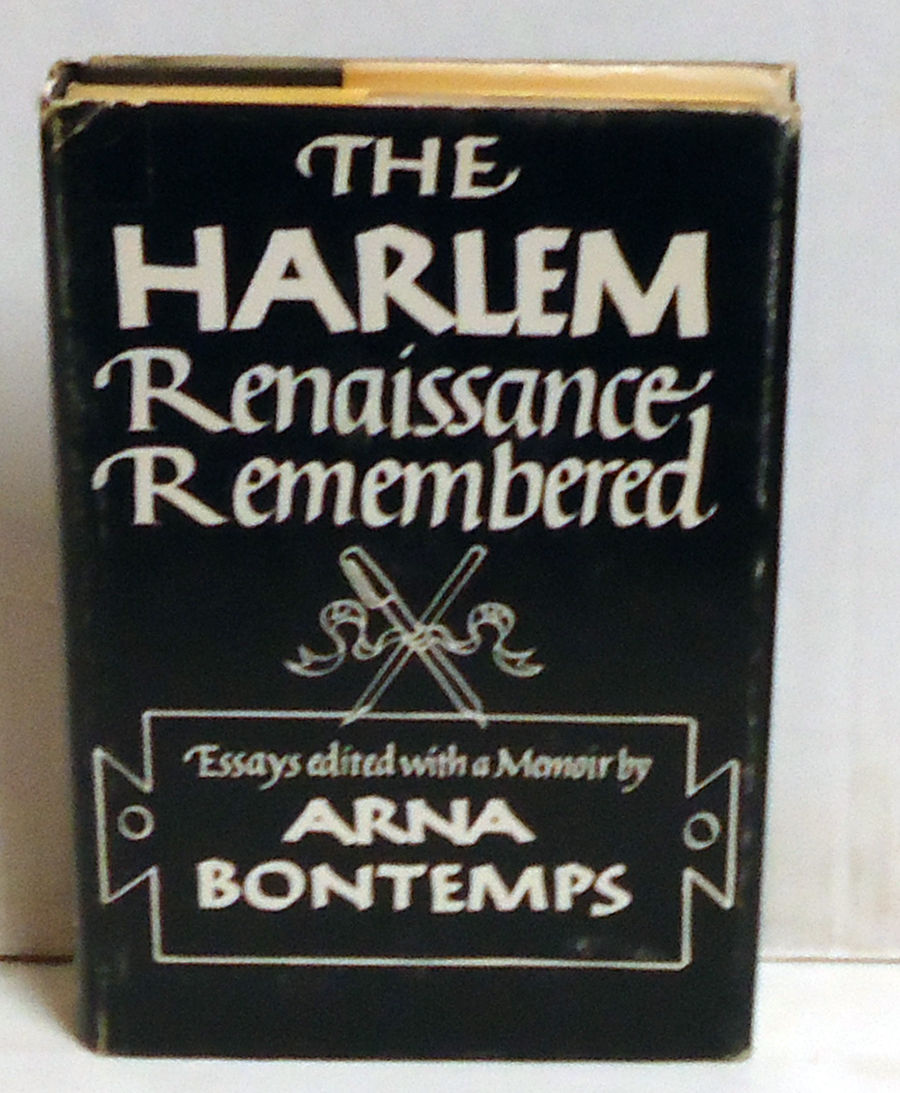 THE
HARLEM
Renaissance
Remembered
Essays edited with a Memoir by
ARNA
BONTEMPS